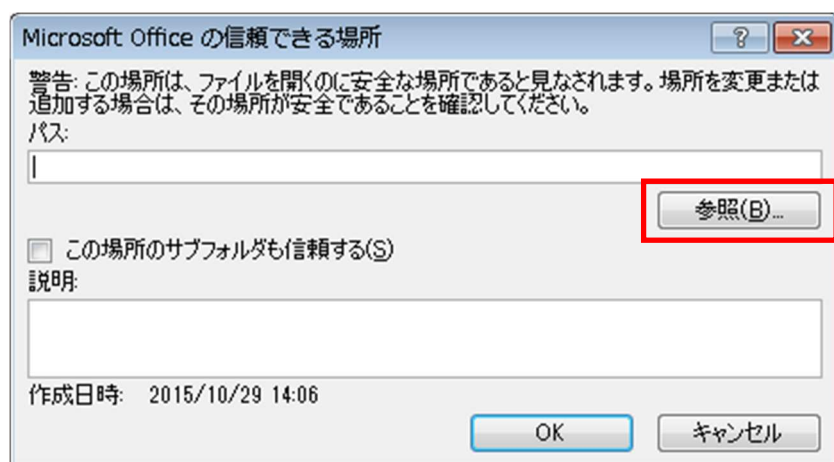 Microsoft Office の信頼できる場所
警告: この場所は、ファイルを開くのに安全な場所であると見なされます。場所を変更または
追加する場合は、その場所が安全であることを確認してください。
パス:
参照(B)...
この場所のサブフォルダも信頼する(S)
説明:
作成日時: 2015/10/29 14:06
OK キャンセル